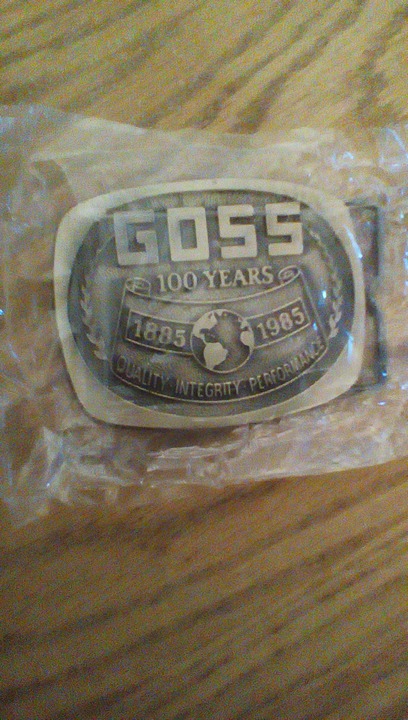 GOSS
100 YEARS
1885 1985
QUALITY INTEGRITY PERFORMANCE